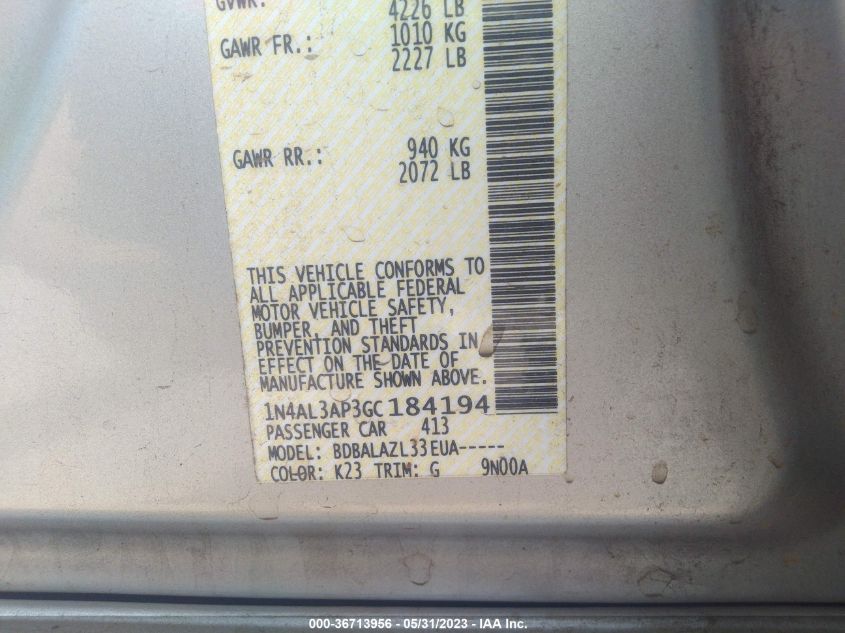 GVWR:
4226 LB
GAWR FR.: 1010 KG
2227 LB
GAWR RR.: 940 KG
2072 LB
THIS VEHICLE CONFORMS TO
ALL APPLICABLE FEDERAL
MOTOR VEHICLE SAFETY,
BUMPER, AND THEFT
PREVENTION STANDARDS IN
EFFECT ON THE DATE OF
MANUFACTURE SHOWN ABOVE.
1N4AL3AP3GC184194
PASSENGER CAR 413
MODEL: BDBALAZL33EUA-----
COLOR: K23 TRIM: G 9N00A
000-36713956 - 05/31/2023 - IAA Inc.